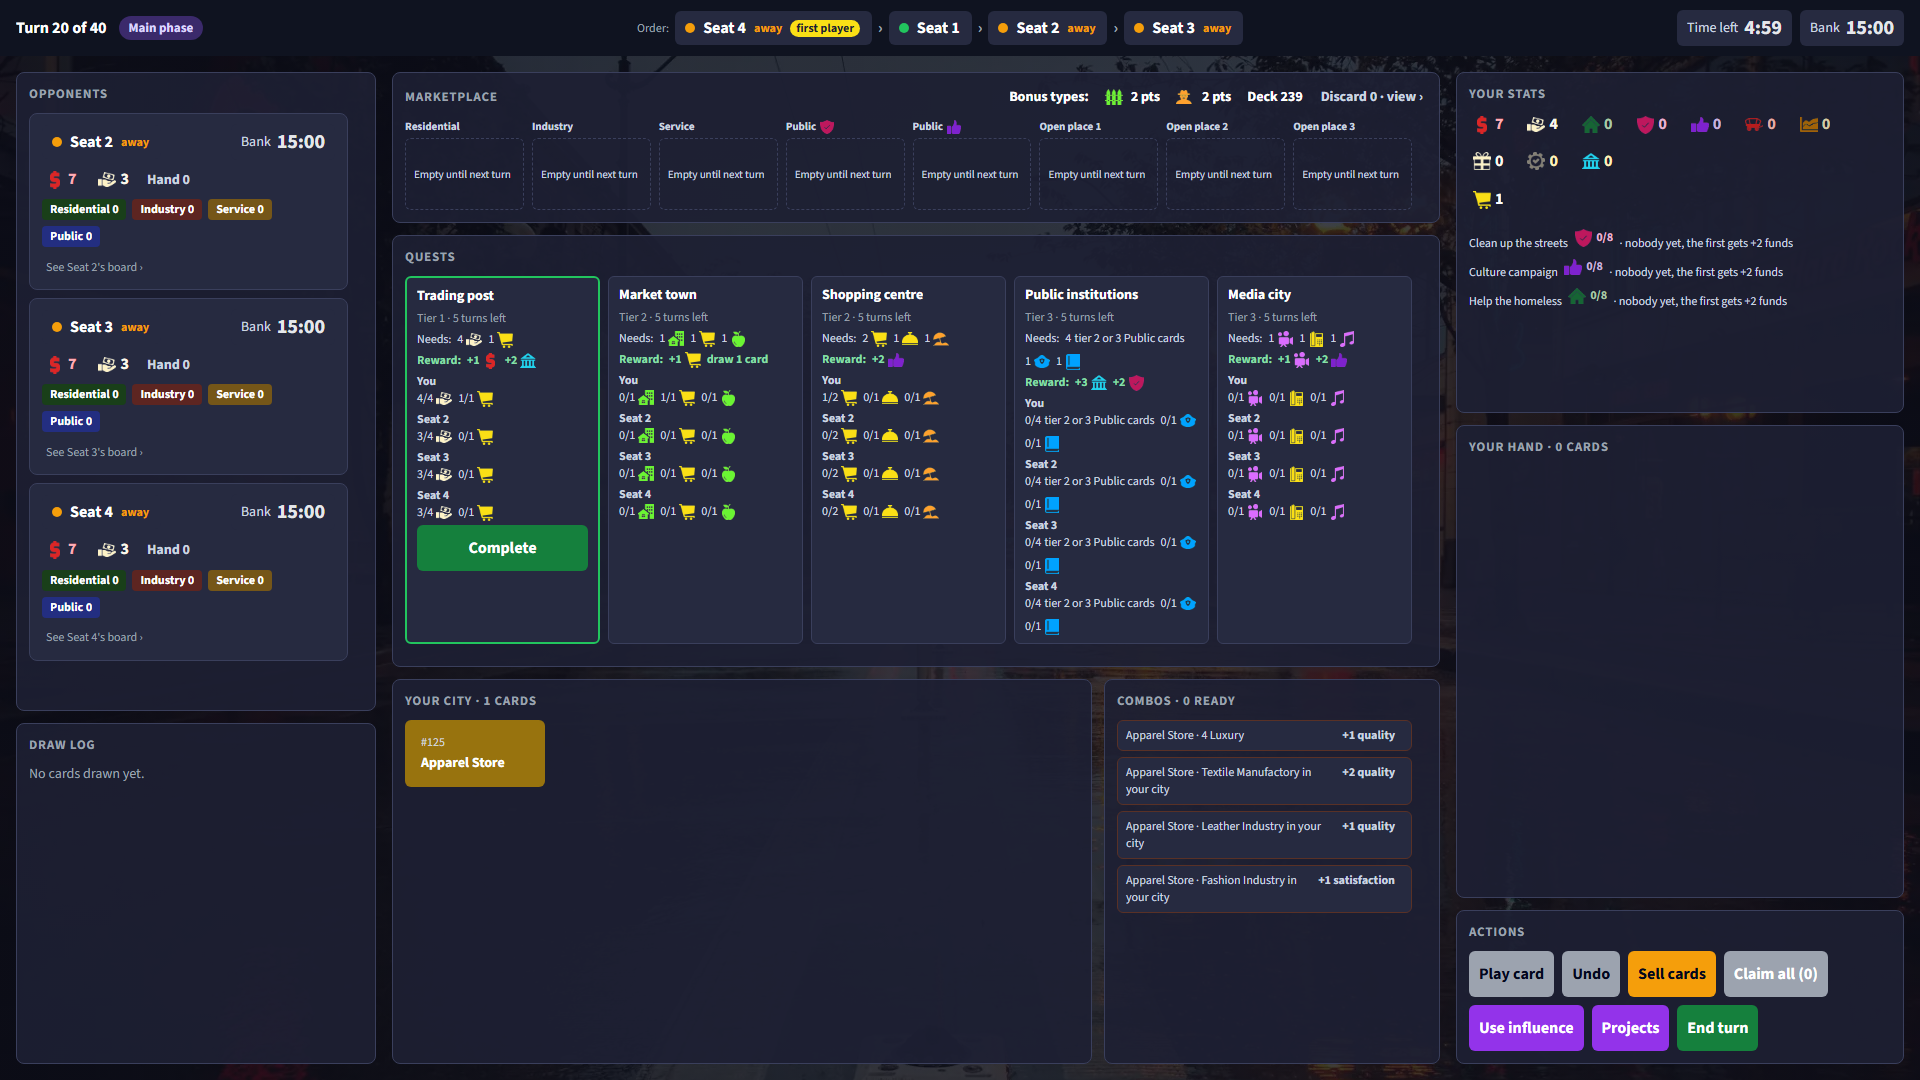 Turn 20 of 40 Main phase
Order: Seat 4 away first player › Seat 1 › Seat 2 away › Seat 3 away
Time left 4:59 Bank 15:00
OPPONENTS
Seat 2 away Bank 15:00
7 3 Hand 0
Residential 0 Industry 0 Service 0
Public 0
See Seat 2's board ›
Seat 3 away Bank 15:00
7 3 Hand 0
Residential 0 Industry 0 Service 0
Public 0
See Seat 3's board ›
Seat 4 away Bank 15:00
7 3 Hand 0
Residential 0 Industry 0 Service 0
Public 0
See Seat 4's board ›
DRAW LOG
No cards drawn yet.
MARKETPLACE
Bonus types: 2 pts 2 pts Deck 239 Discard 0 · view ›
Residential Industry Service Public Public Open place 1 Open place 2 Open place 3
Empty until next turn Empty until next turn Empty until next turn Empty until next turn Empty until next turn Empty until next turn Empty until next turn Empty until next turn
QUESTS
Trading post
Tier 1 · 5 turns left
Needs: 4 1
Reward: +1 +2
You
4/4 1/1
Seat 2
3/4 0/1
Seat 3
3/4 0/1
Seat 4
3/4 0/1
Complete
Market town
Tier 2 · 5 turns left
Needs: 1 1 1
Reward: +1 draw 1 card
You
0/1 1/1 0/1
Seat 2
0/1 0/1 0/1
Seat 3
0/1 0/1 0/1
Seat 4
0/1 0/1 0/1
Shopping centre
Tier 2 · 5 turns left
Needs: 2 1 1
Reward: +2
You
1/2 0/1 0/1
Seat 2
0/2 0/1 0/1
Seat 3
0/2 0/1 0/1
Seat 4
0/2 0/1 0/1
Public institutions
Tier 3 · 5 turns left
Needs: 4 tier 2 or 3 Public cards
1 1
Reward: +3 +2
You
0/4 tier 2 or 3 Public cards 0/1
0/1
Seat 2
0/4 tier 2 or 3 Public cards 0/1
0/1
Seat 3
0/4 tier 2 or 3 Public cards 0/1
0/1
Seat 4
0/4 tier 2 or 3 Public cards 0/1
0/1
Media city
Tier 3 · 5 turns left
Needs: 1 1 1
Reward: +1 +2
You
0/1 0/1 0/1
Seat 2
0/1 0/1 0/1
Seat 3
0/1 0/1 0/1
Seat 4
0/1 0/1 0/1
YOUR CITY · 1 CARDS
#125
Apparel Store
COMBOS · 0 READY
Apparel Store · 4 Luxury +1 quality
Apparel Store · Textile Manufactory in +2 quality
your city
Apparel Store · Leather Industry in your +1 quality
city
Apparel Store · Fashion Industry in +1 satisfaction
your city
YOUR STATS
7 4 0 0 0 0 0
0 0 0
1
Clean up the streets 0/8 · nobody yet, the first gets +2 funds
Culture campaign 0/8 · nobody yet, the first gets +2 funds
Help the homeless 0/8 · nobody yet, the first gets +2 funds
YOUR HAND · 0 CARDS
ACTIONS
Play card Undo Sell cards Claim all (0)
Use influence Projects End turn